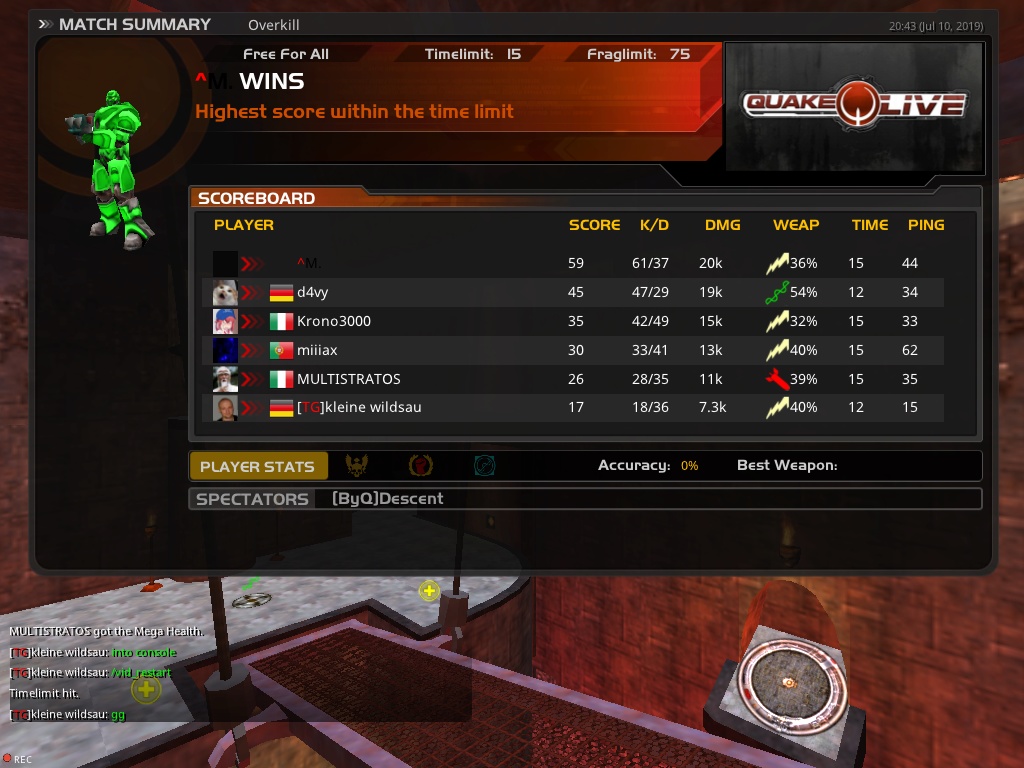 MATCH SUMMARY Overkill 20:43 (Jul 10, 2019)
Free For All Timelimit: 15 Fraglimit: 75
^M. WINS
Highest score within the time limit
QUAKE LIVE
SCOREBOARD
PLAYER SCORE K/D DMG WEAP TIME PING
^M. 59 61/37 20k 36% 15 44
d4vy 45 47/29 19k 54% 12 34
Krono3000 35 42/49 15k 32% 15 33
miiiax 30 33/41 13k 40% 15 62
MULTISTRATOS 26 28/35 11k 39% 15 35
[TG]kleine wildsau 17 18/36 7.3k 40% 12 15
PLAYER STATS Accuracy: 0% Best Weapon:
SPECTATORS [ByQ]Descent
MULTISTRATOS got the Mega Health.
[TG]kleine wildsau: into console
[TG]kleine wildsau: /vid_restart
Timelimit hit.
[TG]kleine wildsau: gg
REC